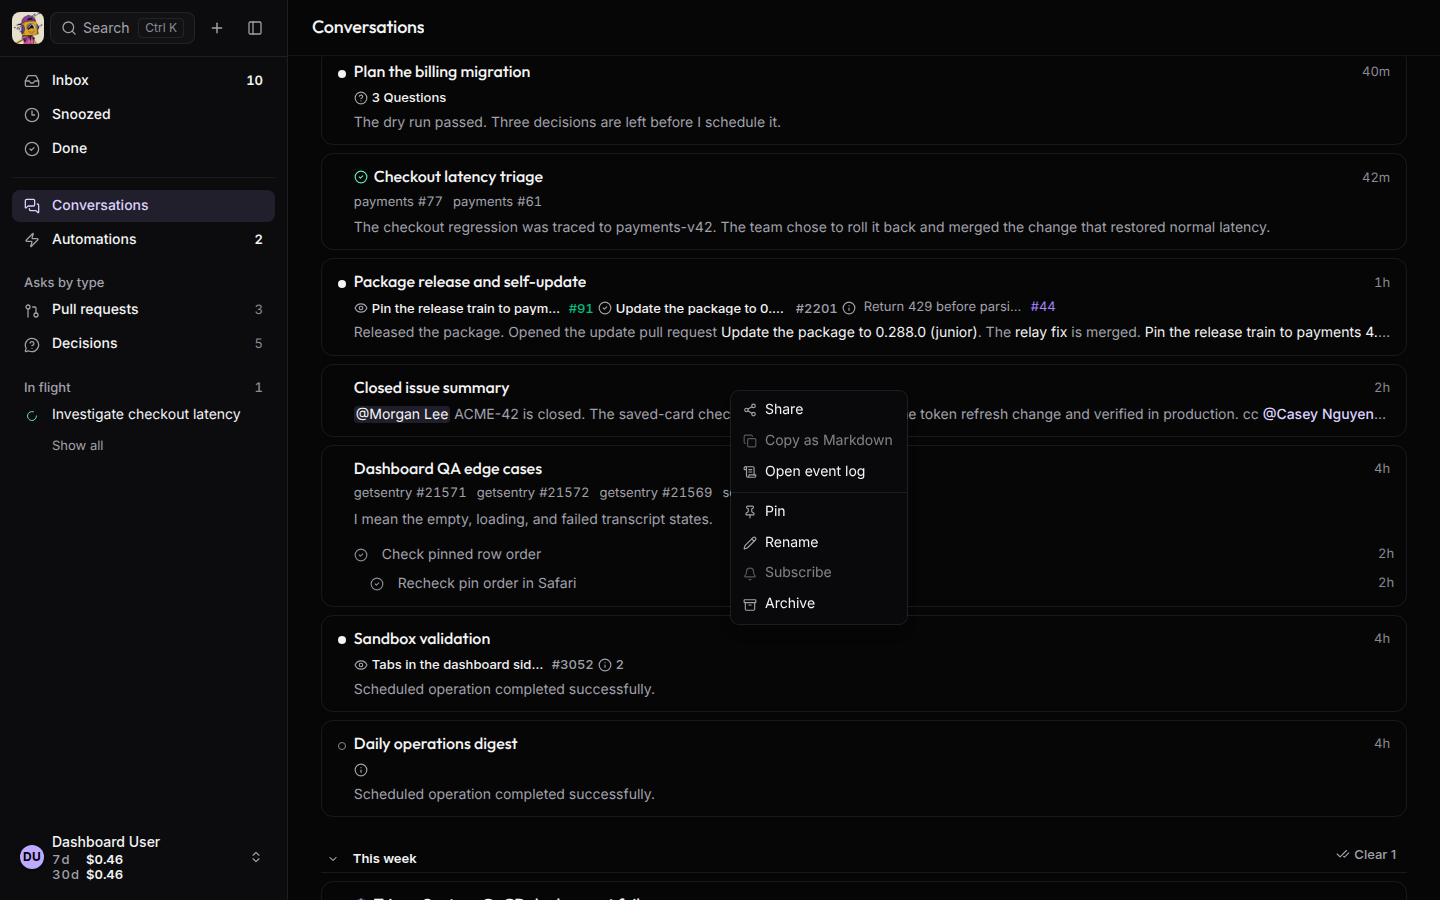 Search Ctrl K
Conversations
Inbox 10
Snoozed
Done
Conversations
Automations 2
Asks by type
Pull requests 3
Decisions 5
In flight 1
Investigate checkout latency
Show all
Dashboard User
DU
7d $0.46
30d $0.46
Plan the billing migration 40m
3 Questions
The dry run passed. Three decisions are left before I schedule it.
Checkout latency triage 42m
payments #77 payments #61
The checkout regression was traced to payments-v42. The team chose to roll it back and merged the change that restored normal latency.
Package release and self-update 1h
Pin the release train to paym... #91 Update the package to 0.... #2201 Return 429 before parsi... #44
Released the package. Opened the update pull request Update the package to 0.288.0 (junior). The relay fix is merged. Pin the release train to payments 4....
Closed issue summary 2h
@Morgan Lee ACME-42 is closed. The saved-card chec
e token refresh change and verified in production. cc @Casey Nguyen...
Dashboard QA edge cases 4h
getsentry #21571 getsentry #21572 getsentry #21569
I mean the empty, loading, and failed transcript states.
Check pinned row order 2h
Recheck pin order in Safari 2h
Share
Copy as Markdown
Open event log
Pin
Rename
Subscribe
Archive
Sandbox validation 4h
Tabs in the dashboard sid... #3052 2
Scheduled operation completed successfully.
Daily operations digest 4h
Scheduled operation completed successfully.
This week Clear 1